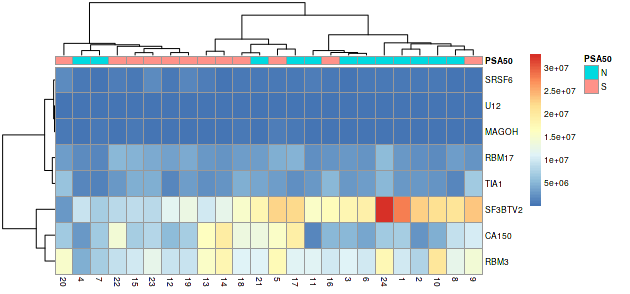 PSA50
SRSF6
U12
MAGOH
RBM17
TIA1
SF3BTV2
CA150
RBM3
20 4 7 22 15 23 12 19 13 14 18 21 5 17 11 16 3 6 24 1 2 10 8 9
3e+07
2.5e+07
2e+07
1.5e+07
1e+07
5e+06
PSA50
N
S